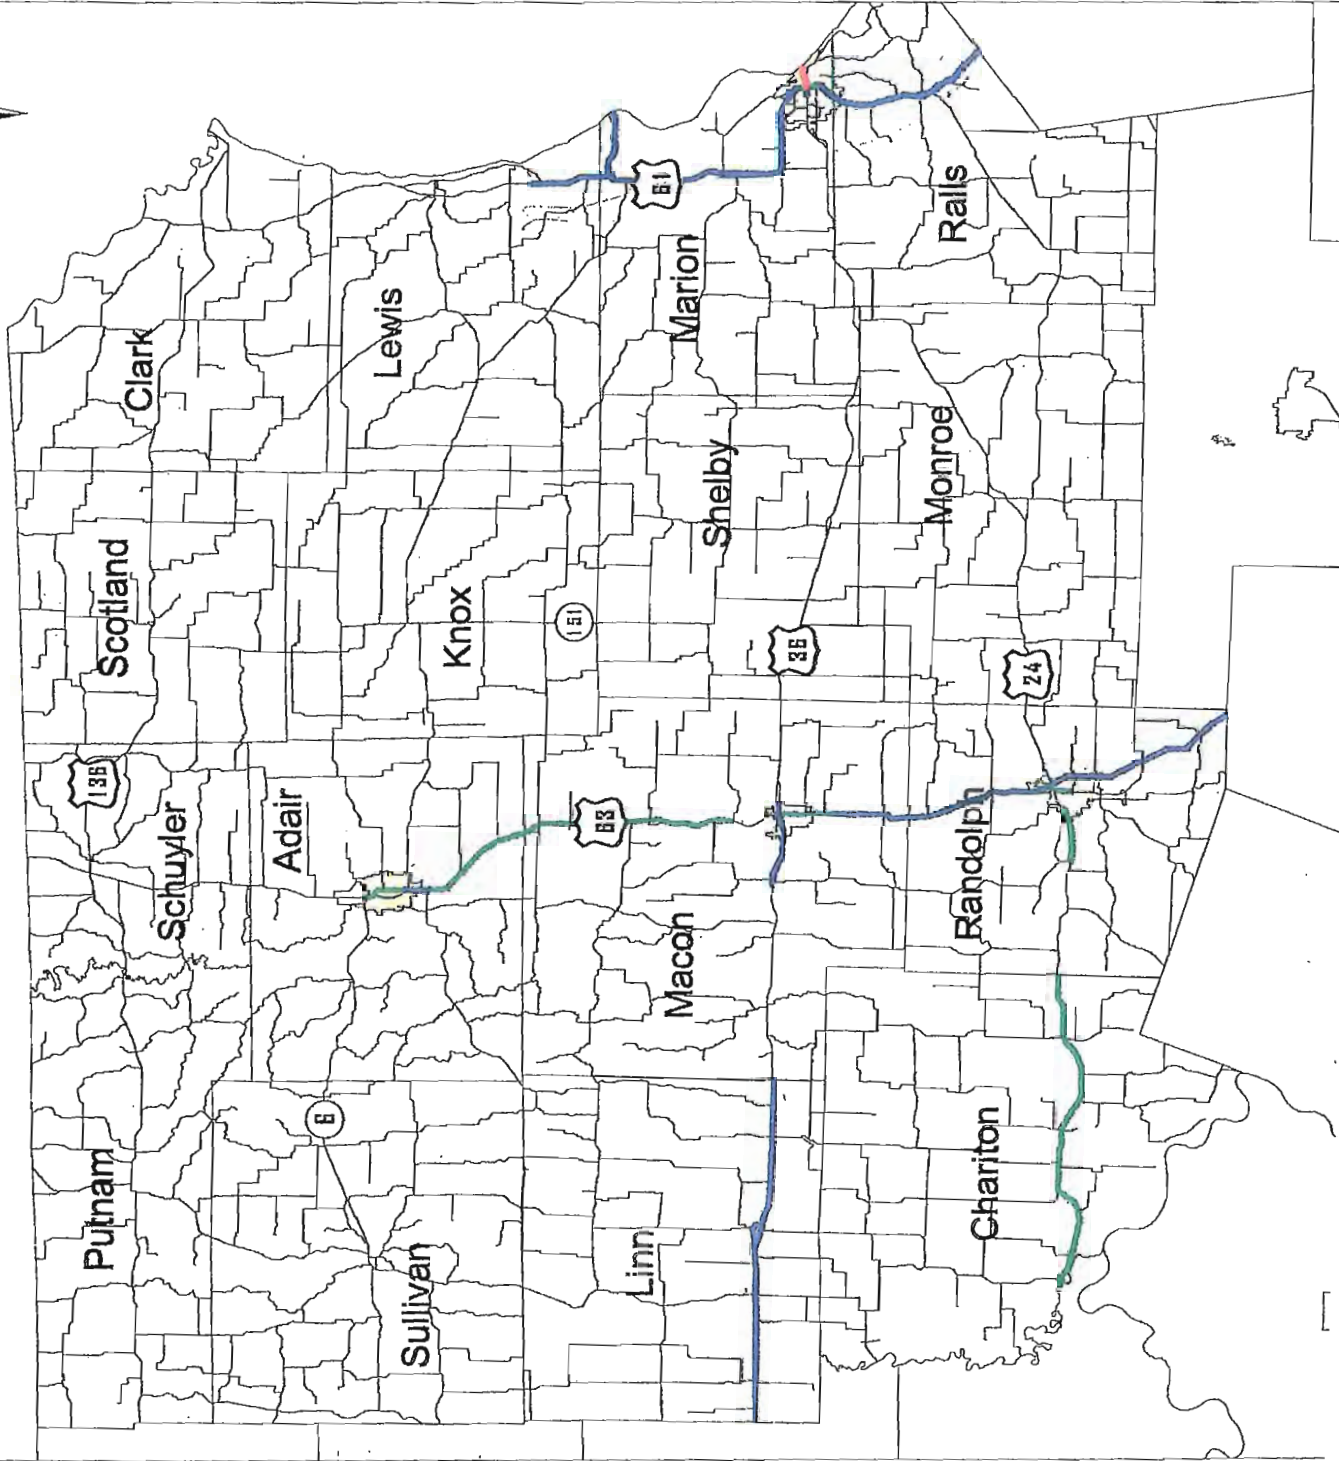 Putnam
136
Scotland
Clark
Schuyler
Adair
6
Sullivan
Knox
Lewis
151
63
Linn
Macon
Shelby
Marion
61
36
Chariton
Randolph
Monroe
Ralls
24